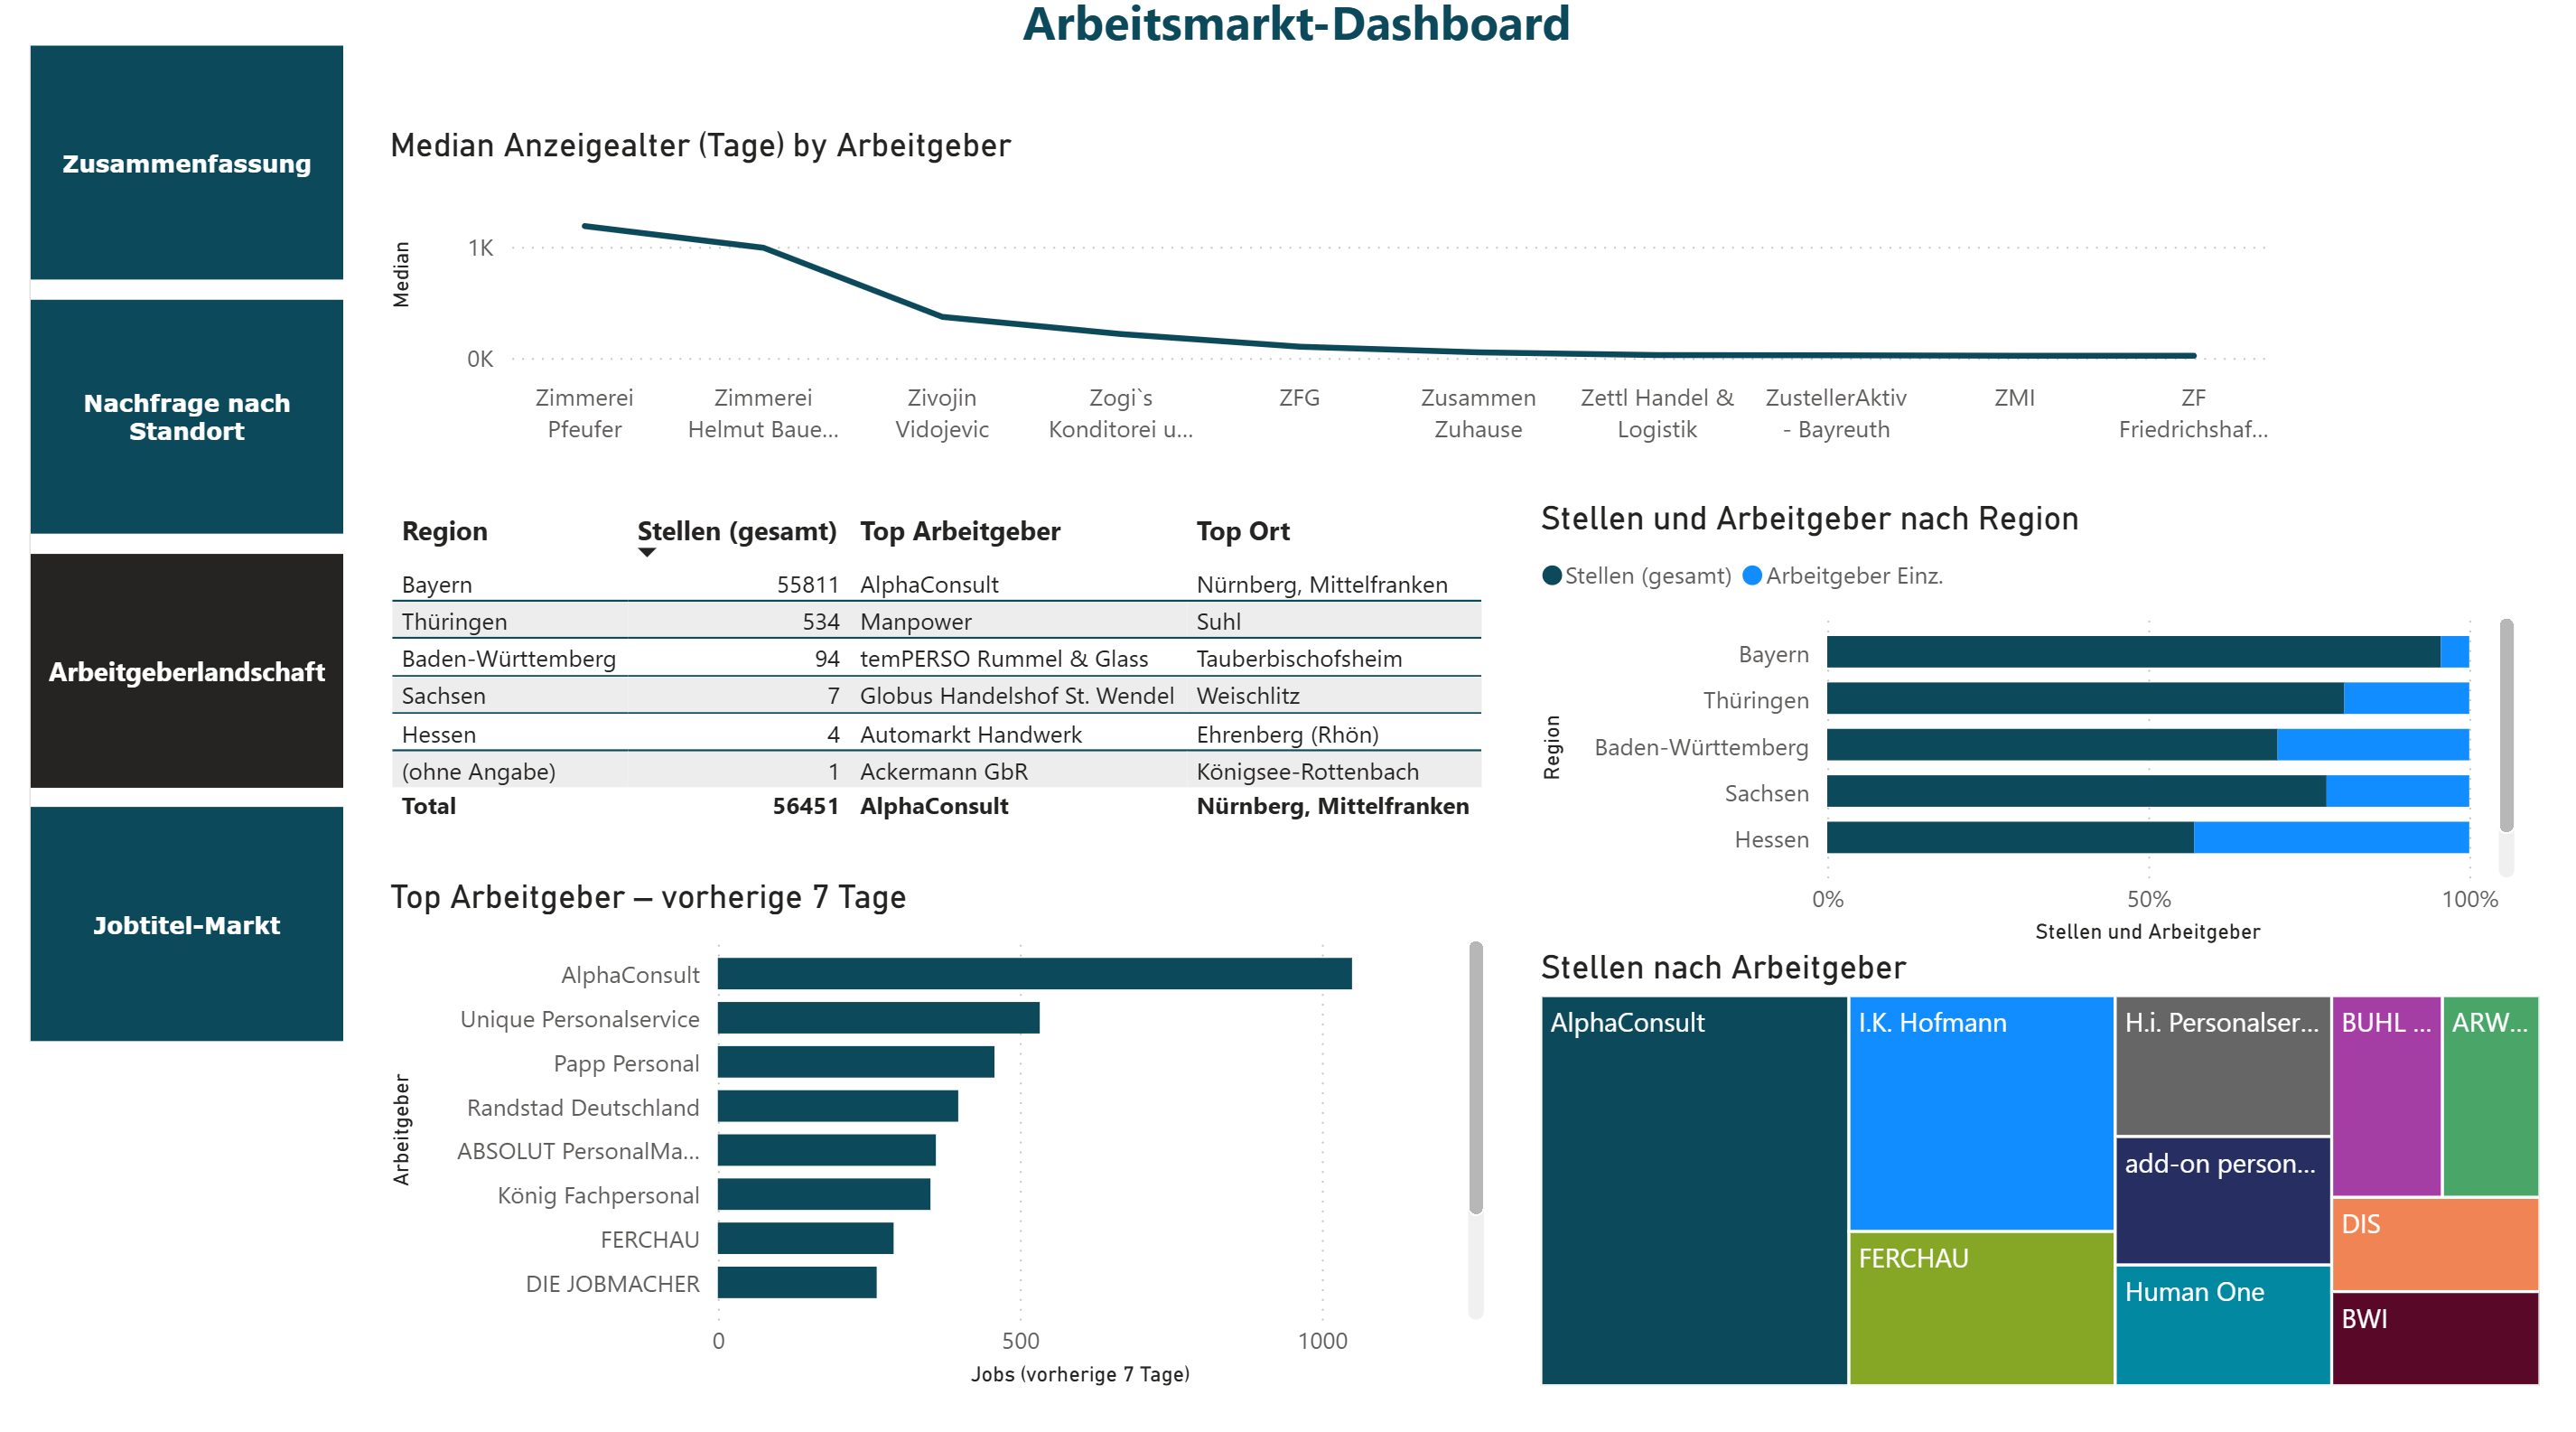 Arbeitsmarkt-Dashboard
Zusammenfassung
Nachfrage nach
Standort
Arbeitgeberlandschaft
Jobtitel-Markt
Median Anzeigealter (Tage) by Arbeitgeber
Median
1K
0K
Zimmerei
Pfeufer
Zimmerei
Helmut Baue...
Zivojin
Vidojevic
Zogi`s
Konditorei u...
ZFG
Zusammen
Zuhause
Zettl Handel &
Logistik
ZustellerAktiv
- Bayreuth
ZMI
ZF
Friedrichshaf...
Region Stellen (gesamt) Top Arbeitgeber Top Ort
Bayern 55811 AlphaConsult Nürnberg, Mittelfranken
Thüringen 534 Manpower Suhl
Baden-Württemberg 94 temPERSO Rummel & Glass Tauberbischofsheim
Sachsen 7 Globus Handelshof St. Wendel Weischlitz
Hessen 4 Automarkt Handwerk Ehrenberg (Rhön)
(ohne Angabe) 1 Ackermann GbR Königsee-Rottenbach
Total 56451 AlphaConsult Nürnberg, Mittelfranken
Stellen und Arbeitgeber nach Region
Stellen (gesamt) Arbeitgeber Einz.
Region
Bayern
Thüringen
Baden-Württemberg
Sachsen
Hessen
0% 50% 100%
Stellen und Arbeitgeber
Top Arbeitgeber – vorherige 7 Tage
Arbeitgeber
AlphaConsult
Unique Personalservice
Papp Personal
Randstad Deutschland
ABSOLUT PersonalMa...
König Fachpersonal
FERCHAU
DIE JOBMACHER
0 500 1000
Jobs (vorherige 7 Tage)
Stellen nach Arbeitgeber
AlphaConsult
I.K. Hofmann
FERCHAU
H.i. Personalser...
add-on person...
Human One
BUHL ...
ARW...
DIS
BWI